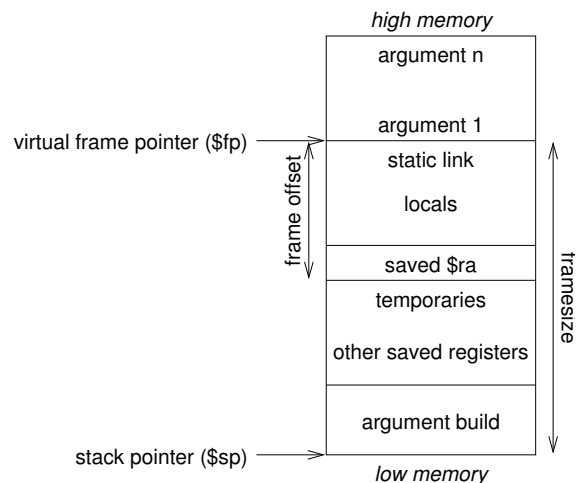 high memory
argument n
argument 1
virtual frame pointer ($fp)
static link
locals
frame offset
saved $ra
temporaries
other saved registers
framesize
argument build
stack pointer ($sp)
low memory